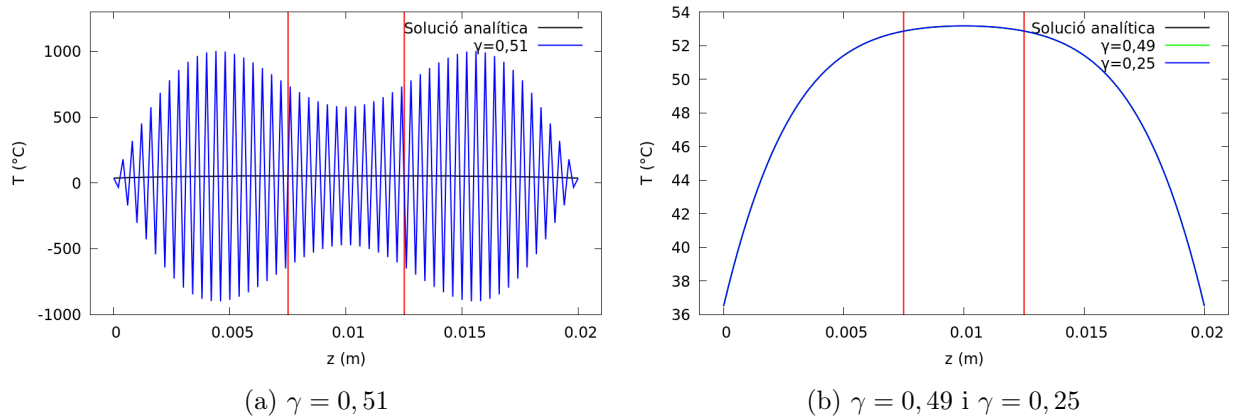 Solució analítica
γ=0,51
1000
500
0
-500
-1000
T (°C)
0
0.005
0.01
0.015
0.02
z (m)
(a) γ = 0, 51
Solució analítica
γ=0,49
γ=0,25
54
52
50
48
46
44
42
40
38
36
T (°C)
0
0.005
0.01
0.015
0.02
z (m)
(b) γ = 0, 49 i γ = 0, 25